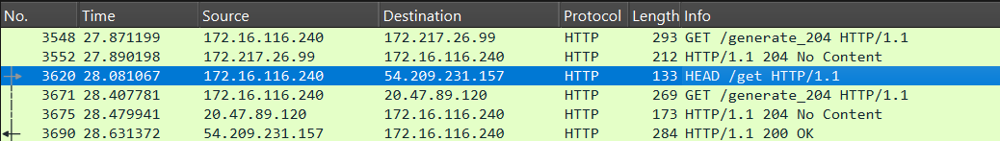 No. Time Source Destination Protocol Length Info
3548 27.871199 172.16.116.240 172.217.26.99 HTTP 293 GET /generate_204 HTTP/1.1
3552 27.890198 172.217.26.99 172.16.116.240 HTTP 212 HTTP/1.1 204 No Content
3620 28.081067 172.16.116.240 54.209.231.157 HTTP 133 HEAD /get HTTP/1.1
3671 28.407781 172.16.116.240 20.47.89.120 HTTP 269 GET /generate_204 HTTP/1.1
3675 28.479941 20.47.89.120 172.16.116.240 HTTP 173 HTTP/1.1 204 No Content
3690 28.631372 54.209.231.157 172.16.116.240 HTTP 284 HTTP/1.1 200 OK